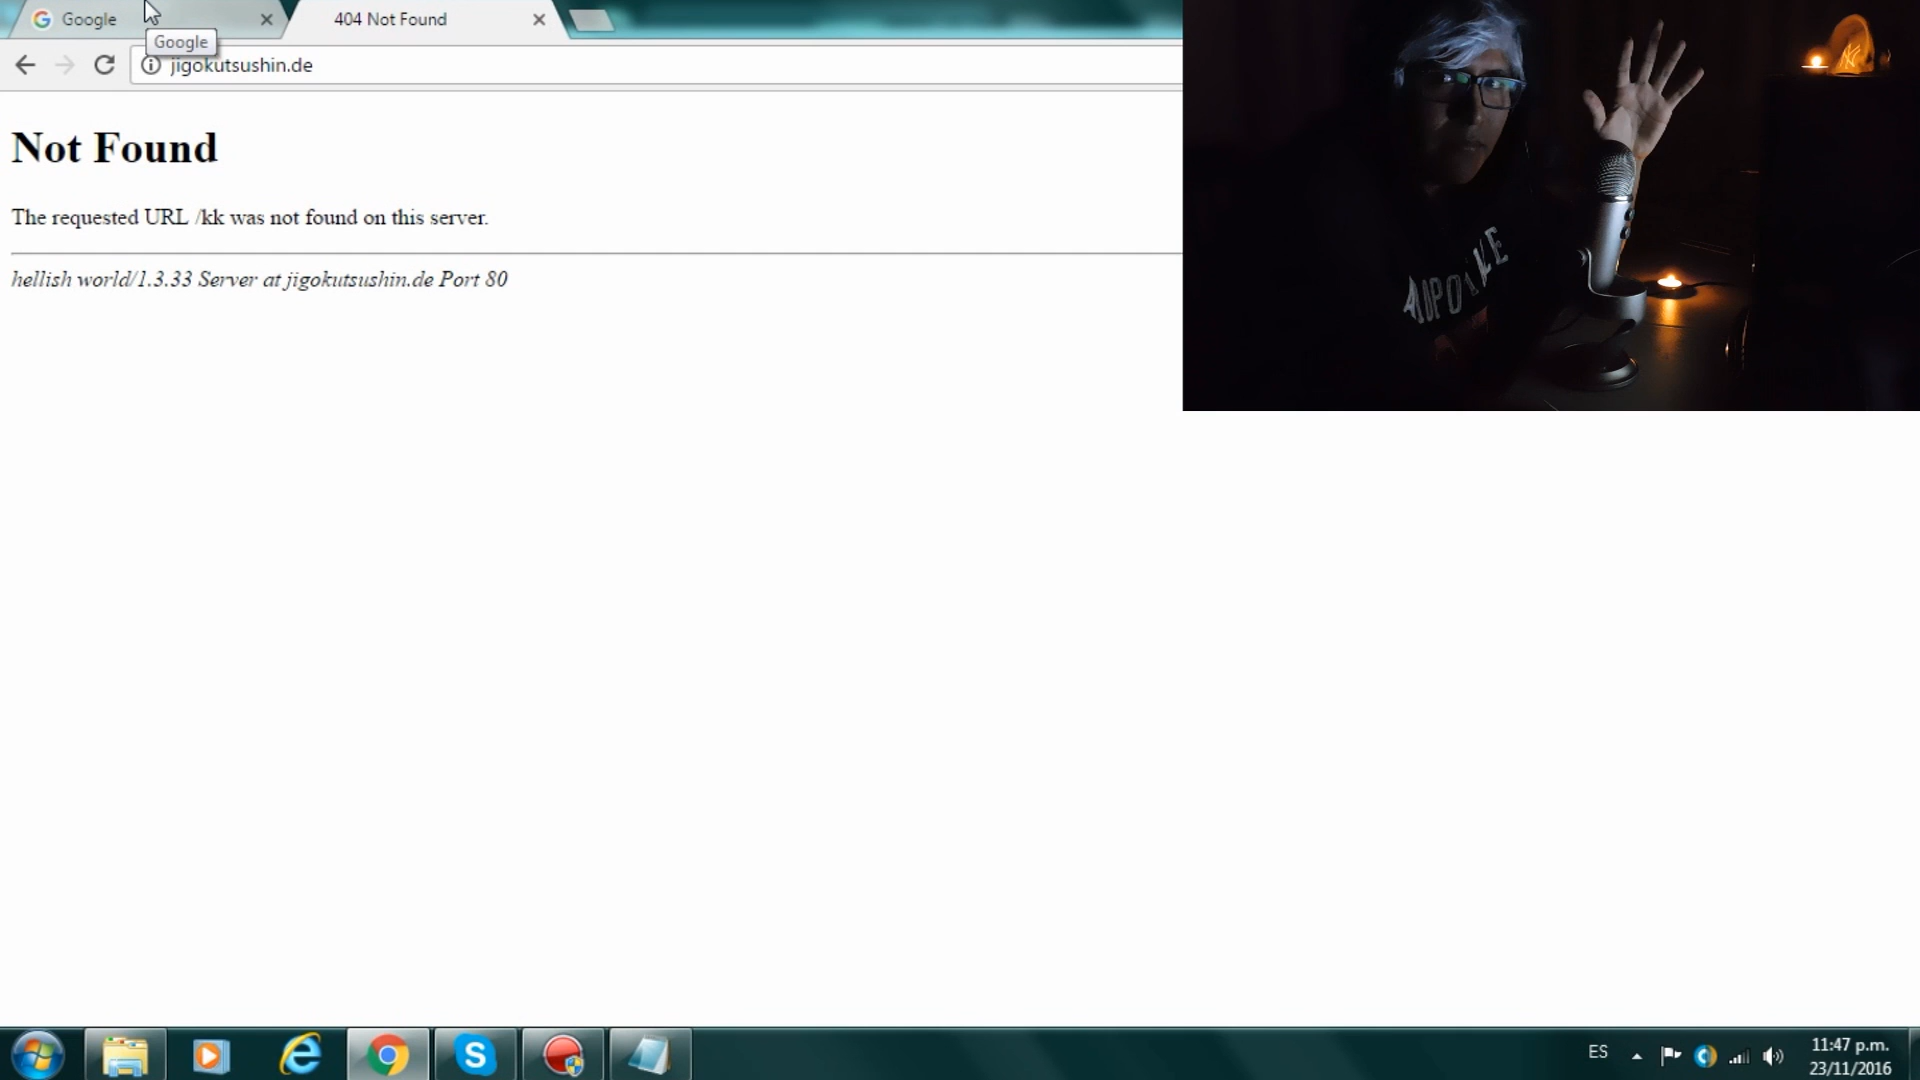 Google
404 Not Found
Google
jigokutsushin.de
Not Found
The requested URL /kk was not found on this server.
hellish world/1.3.33 Server at jigokutsushin.de Port 80
ES
11:47 p.m.
23/11/2016